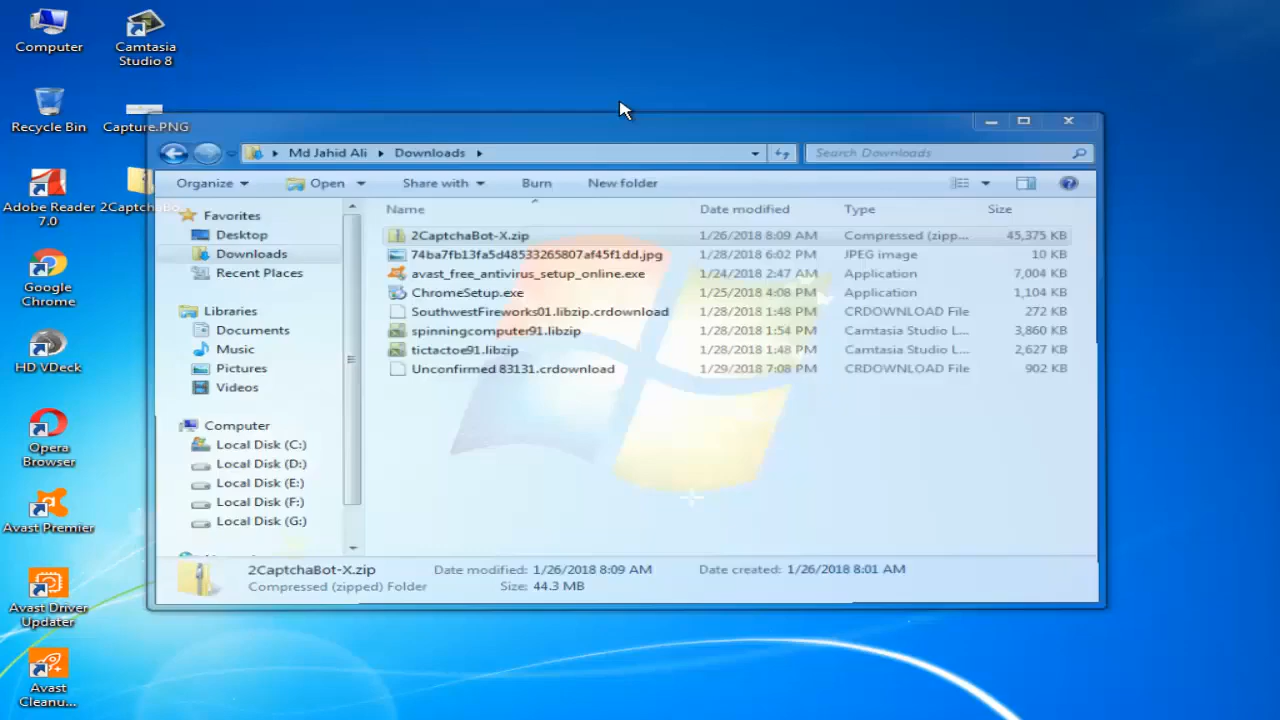 Computer
Camtasia
Studio 8
Recycle Bin
Capture.PNG
Adobe Reader
7.0
Google
Chrome
HD VDeck
Opera
Browser
Avast Premier
Avast Driver
Updater
Avast
Cleanu...
Md Jahid Ali
Downloads
Search Downloads
Organize
Open
Share with
Burn
New folder
Favorites
Desktop
Downloads
Recent Places
Libraries
Documents
Music
Pictures
Videos
Computer
Local Disk (C:)
Local Disk (D:)
Local Disk (E:)
Local Disk (F:)
Local Disk (G:)
Name Date modified Type Size
2CaptchaBot-X.zip 1/26/2018 8:09 AM Compressed (zipp... 45,375 KB
74ba7fb13fa5d48533265807af45f1dd.jpg 1/28/2018 6:02 PM JPEG image 10 KB
avast_free_antivirus_setup_online.exe 1/24/2018 2:47 AM Application 7,004 KB
ChromeSetup.exe 1/25/2018 4:08 PM Application 1,104 KB
SouthwestFireworks01.libzip.crdownload 1/28/2018 1:48 PM CRDOWNLOAD File 272 KB
spinningcomputer91.libzip 1/28/2018 1:54 PM Camtasia Studio L... 3,860 KB
tictactoe91.libzip 1/28/2018 1:48 PM Camtasia Studio L... 2,627 KB
Unconfirmed 83131.crdownload 1/29/2018 7:08 PM CRDOWNLOAD File 902 KB
2CaptchaBot-X.zip Date modified: 1/26/2018 8:09 AM Date created: 1/26/2018 8:01 AM
Compressed (zipped) Folder Size: 44.3 MB